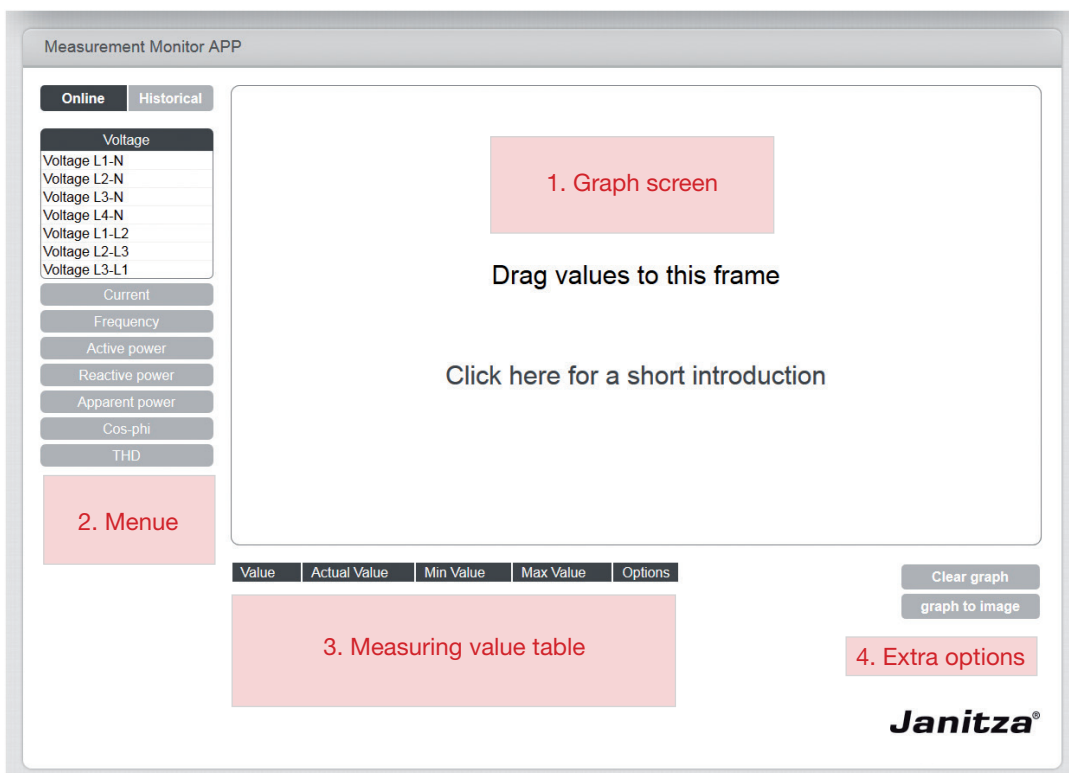 Measurement Monitor APP
Online Historical
Voltage
Voltage L1-N
Voltage L2-N
Voltage L3-N
Voltage L4-N
Voltage L1-L2
Voltage L2-L3
Voltage L3-L1
Current
Frequency
Active power
Reactive power
Apparent power
Cos-phi
THD
2. Menue
1. Graph screen
Drag values to this frame
Click here for a short introduction
Value Actual Value Min Value Max Value Options
3. Measuring value table
Clear graph
graph to image
4. Extra options
Janitza®